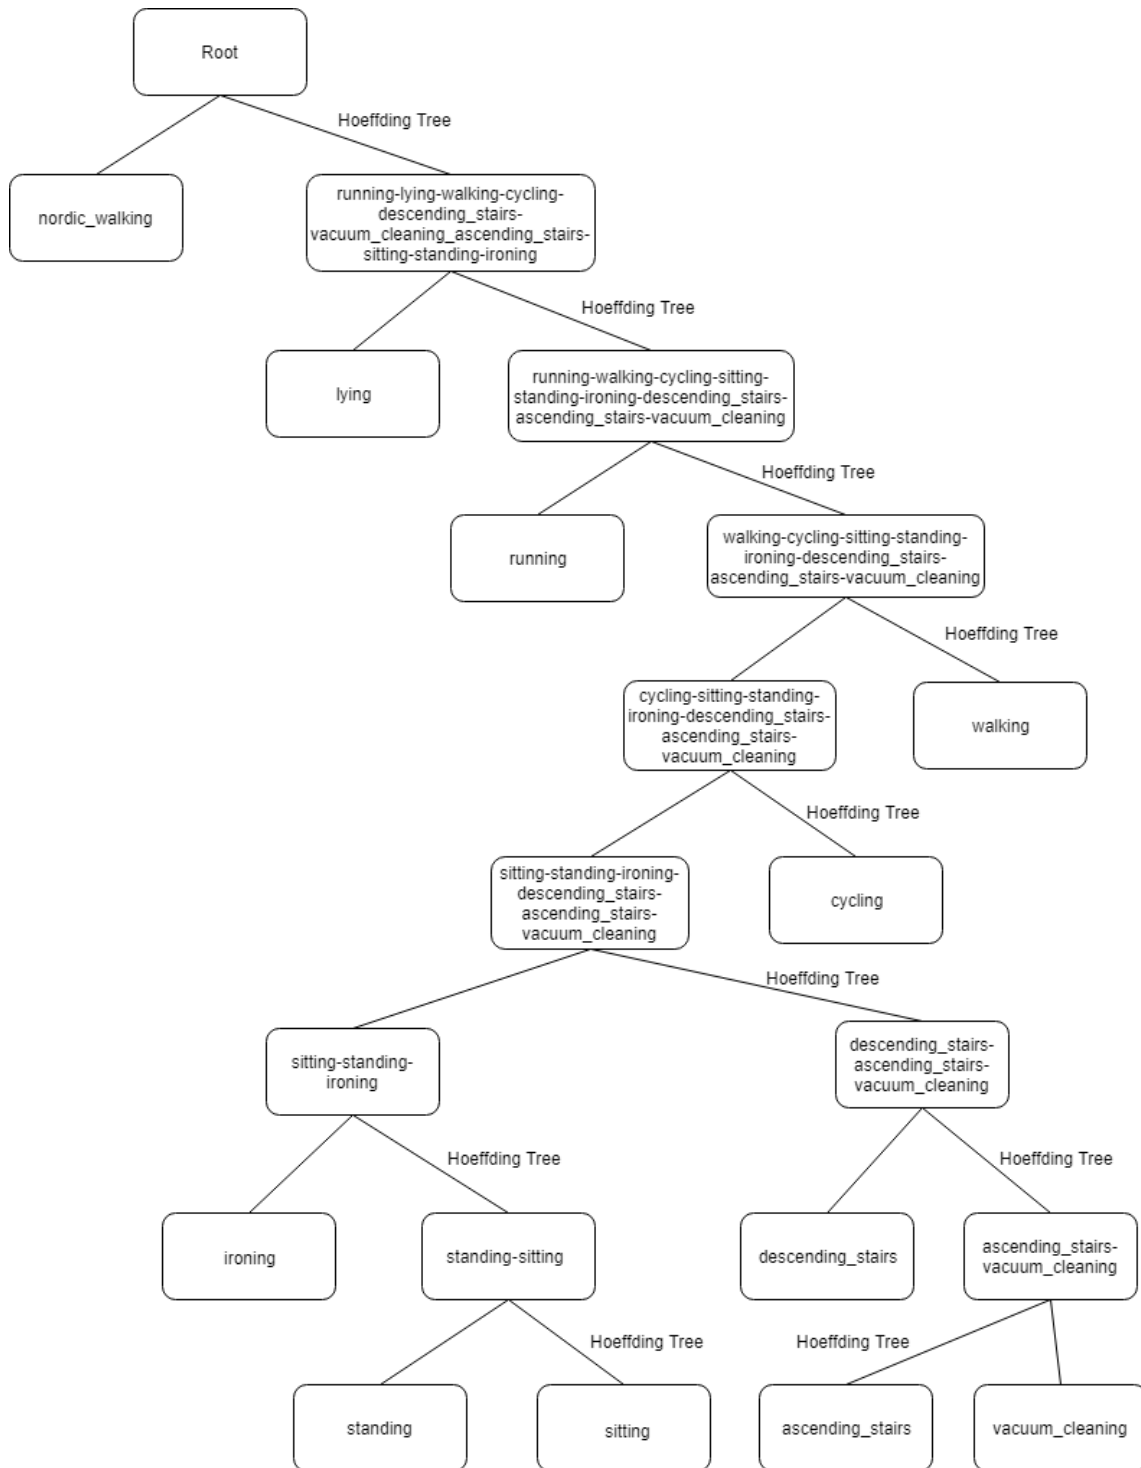 Root
Hoeffding Tree
nordic_walking
running-lying-walking-cycling-
descending_stairs-
vacuum_cleaning_ascending_stairs-
sitting-standing-ironing
Hoeffding Tree
lying
running-walking-cycling-sitting-
standing-ironing-descending_stairs-
ascending_stairs-vacuum_cleaning
Hoeffding Tree
running
walking-cycling-sitting-standing-
ironing-descending_stairs-
ascending_stairs-vacuum_cleaning
Hoeffding Tree
cycling-sitting-standing-
ironing-descending_stairs-
ascending_stairs-
vacuum_cleaning
walking
Hoeffding Tree
sitting-standing-ironing-
descending_stairs-
ascending_stairs-
vacuum_cleaning
cycling
Hoeffding Tree
sitting-standing-
ironing
descending_stairs-
ascending_stairs-
vacuum_cleaning
Hoeffding Tree
Hoeffding Tree
ironing
standing-sitting
descending_stairs
ascending_stairs-
vacuum_cleaning
Hoeffding Tree
Hoeffding Tree
standing
sitting
ascending_stairs
vacuum_cleaning